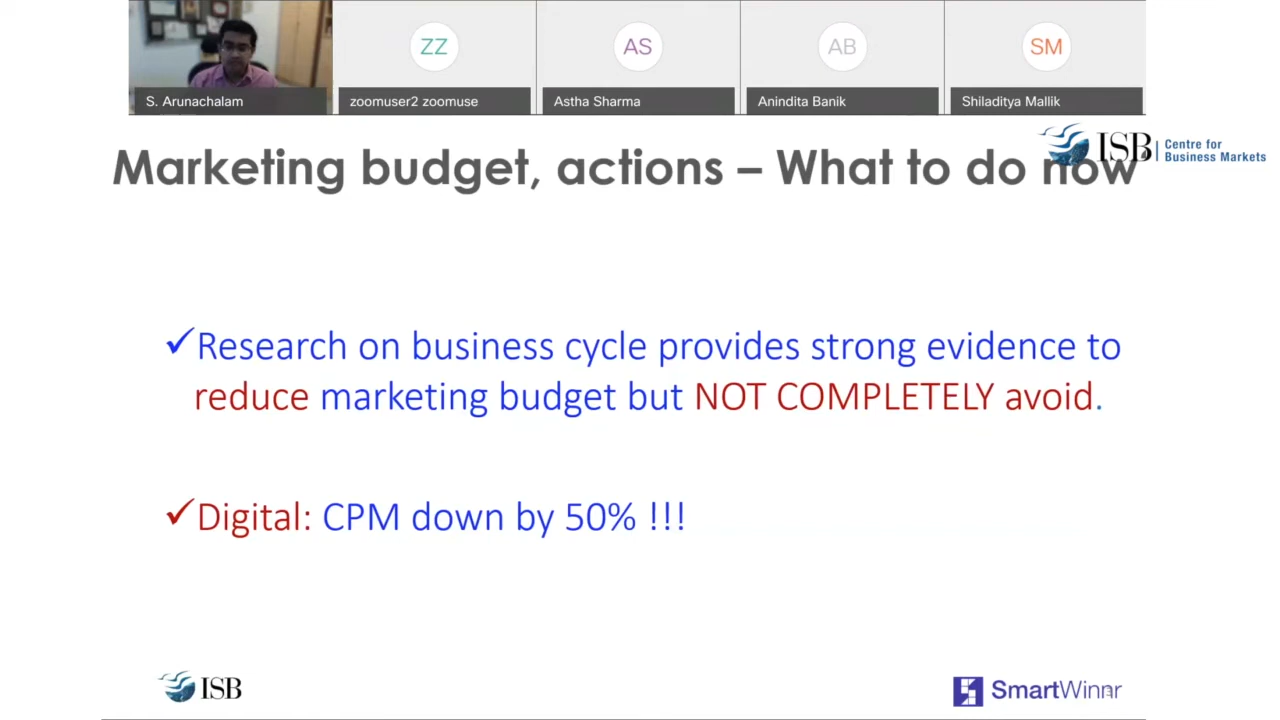 ZZ
AS
AB
SM
S. Arunachalam
zoomuser2 zoomuse
Astha Sharma
Anindita Banik
Shiladitya Mallik
ISB Centre for
Business Markets
Marketing budget, actions – What to do now
✓Research on business cycle provides strong evidence to
reduce marketing budget but NOT COMPLETELY avoid.
✓Digital: CPM down by 50% !!!
ISB
SmartWinnr